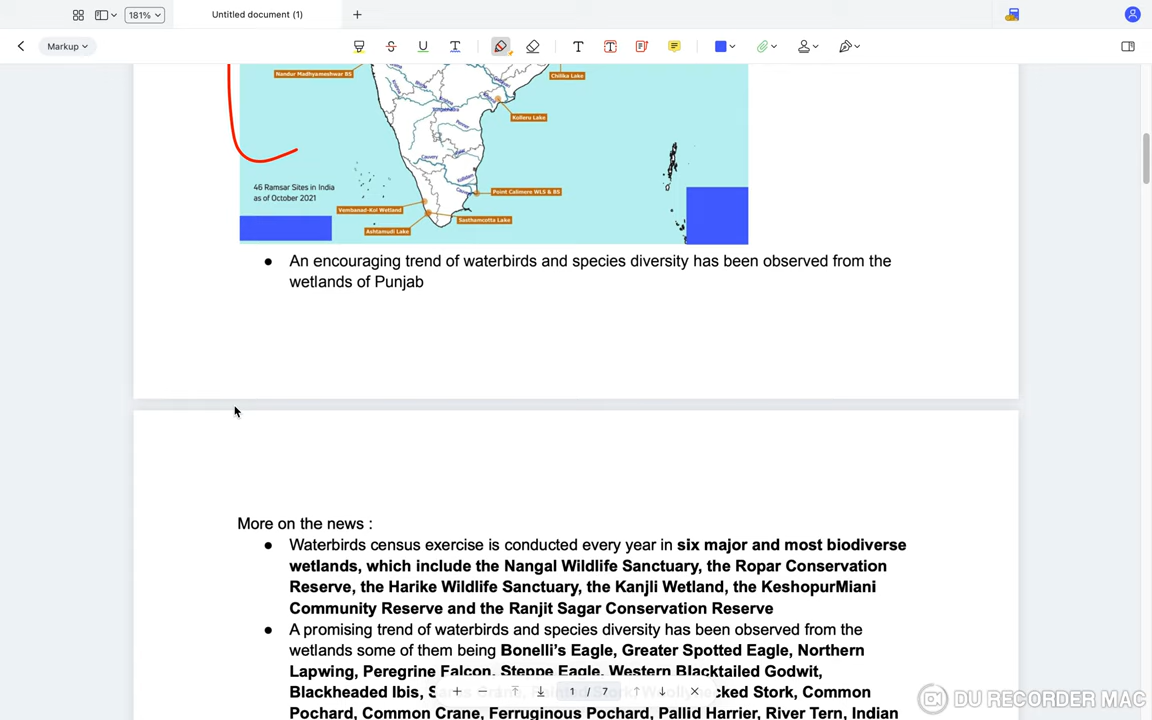 181%
Untitled document (1)
Markup
Nandur Madhyameshwar BS
Chilika Lake
Kolleru Lake
Pennar
Cauvery
46 Ramsar Sites in India
as of October 2021
Point Calimere WLS & BS
Vembanad-Kol Wetland
Sasthamcotta Lake
Ashtamudi Lake
● An encouraging trend of waterbirds and species diversity has been observed from the
wetlands of Punjab
More on the news :
● Waterbirds census exercise is conducted every year in six major and most biodiverse
wetlands, which include the Nangal Wildlife Sanctuary, the Ropar Conservation
Reserve, the Harike Wildlife Sanctuary, the Kanjli Wetland, the KeshopurMiani
Community Reserve and the Ranjit Sagar Conservation Reserve
● A promising trend of waterbirds and species diversity has been observed from the
wetlands some of them being Bonelli's Eagle, Greater Spotted Eagle, Northern
Lapwing, Peregrine Falcon, Steppe Eagle, Western Blacktailed Godwit,
Blackheaded Ibis, Stork, Common
1 / 7
Pochard, Common Crane, Ferruginous Pochard, Pallid Harrier, River Tern, Indian
DU RECORDER MAC